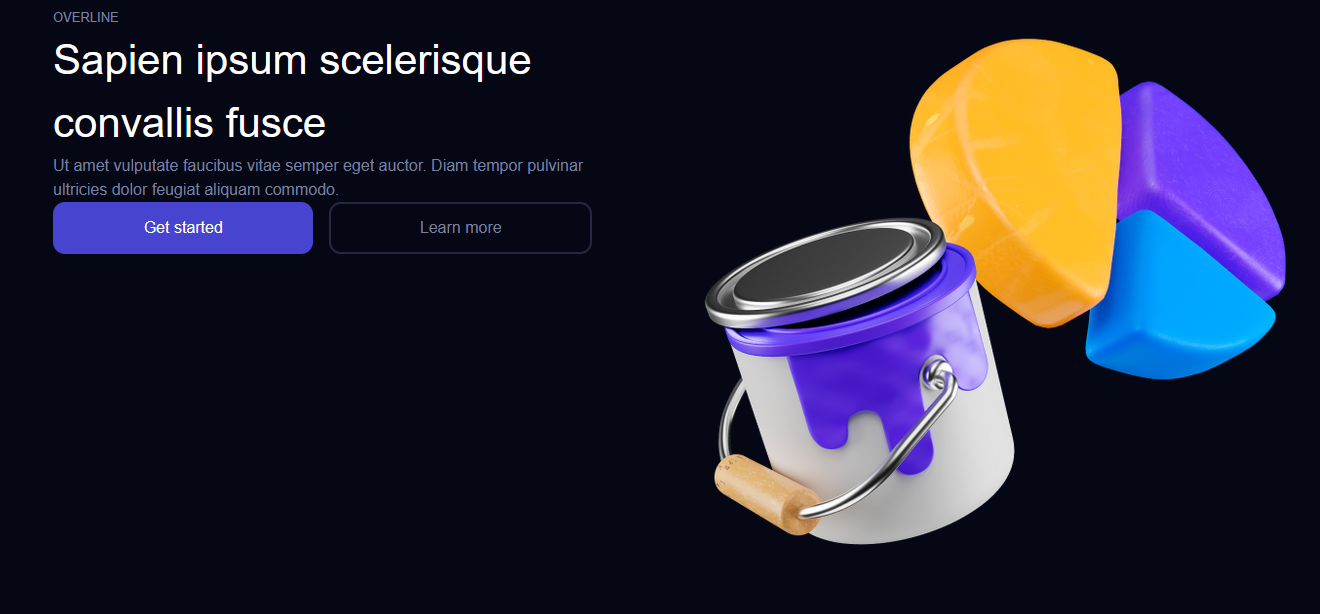 OVERLINE
Sapien ipsum scelerisque
convallis fusce
Ut amet vulputate faucibus vitae semper eget auctor. Diam tempor pulvinar
ultricies dolor feugiat aliquam commodo.
Get started
Learn more